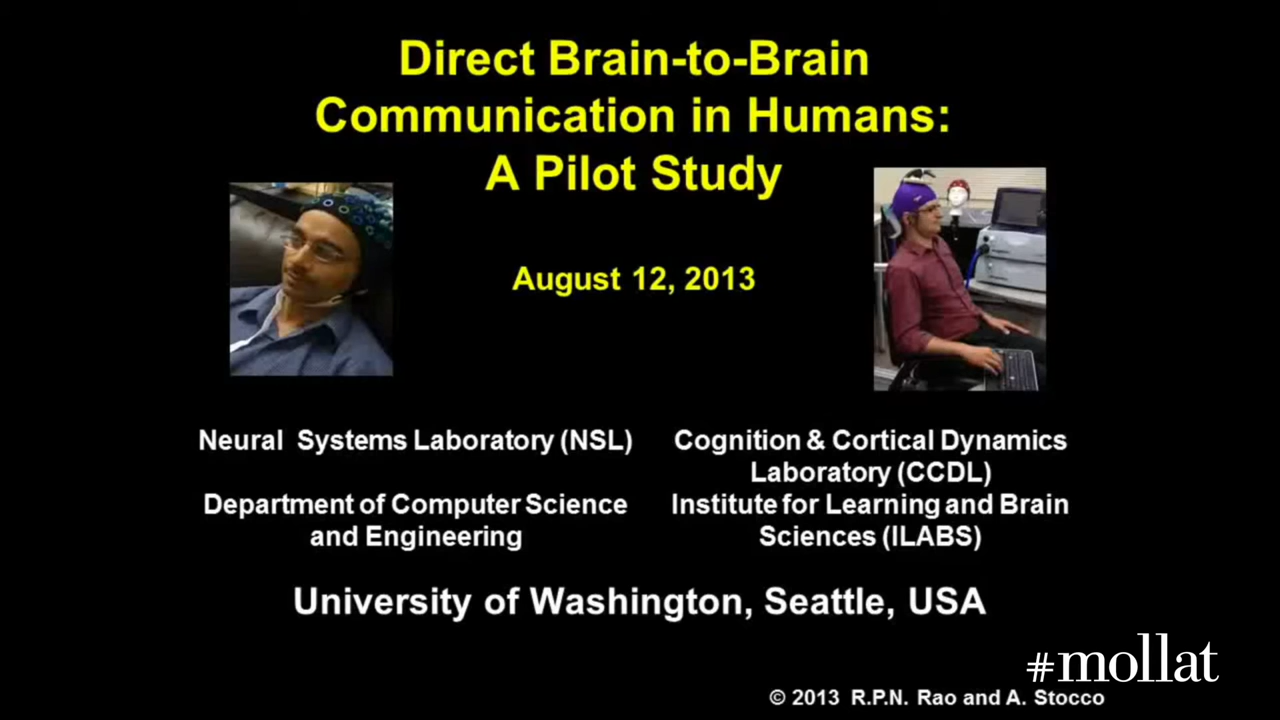 Direct Brain-to-Brain
Communication in Humans:
A Pilot Study
August 12, 2013
Neural Systems Laboratory (NSL)
Department of Computer Science
and Engineering
Cognition & Cortical Dynamics
Laboratory (CCDL)
Institute for Learning and Brain
Sciences (ILABS)
University of Washington, Seattle, USA
#mollat
© 2013 R.P.N. Rao and A. Stocco